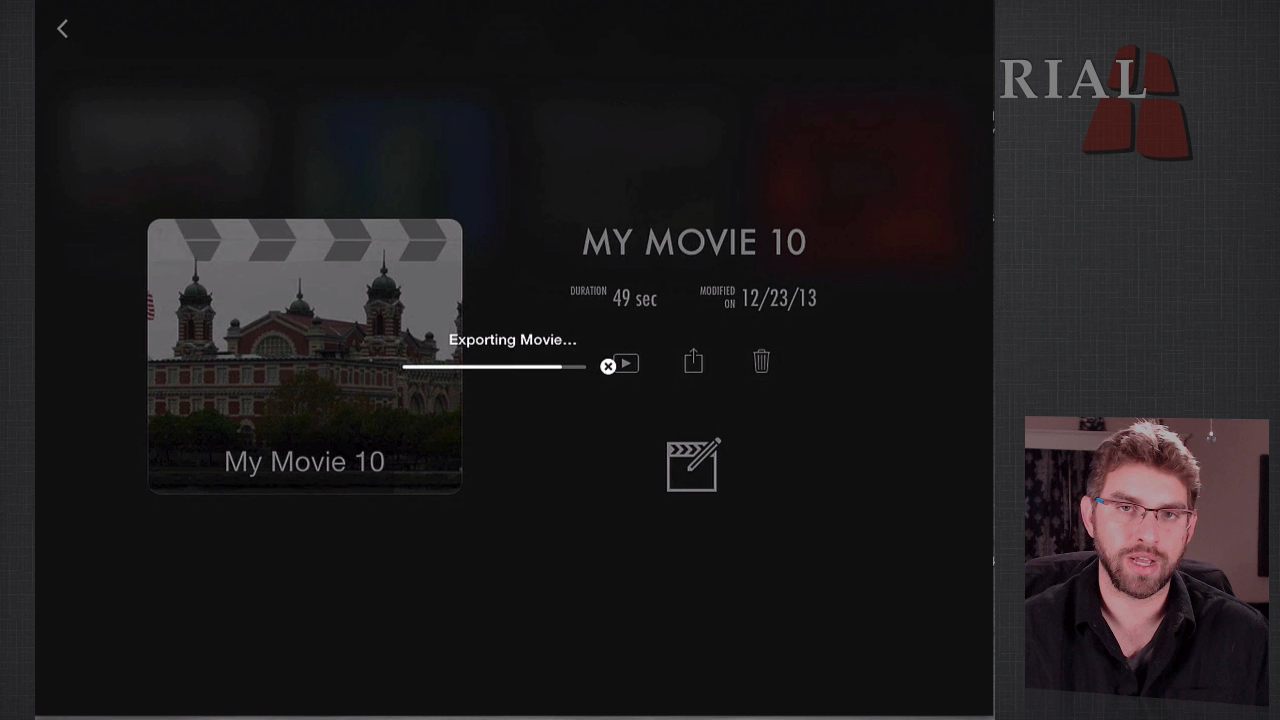 RIAL
MY MOVIE 10
DURATION 49 sec MODIFIED ON 12/23/13
Exporting Movie...
My Movie 10